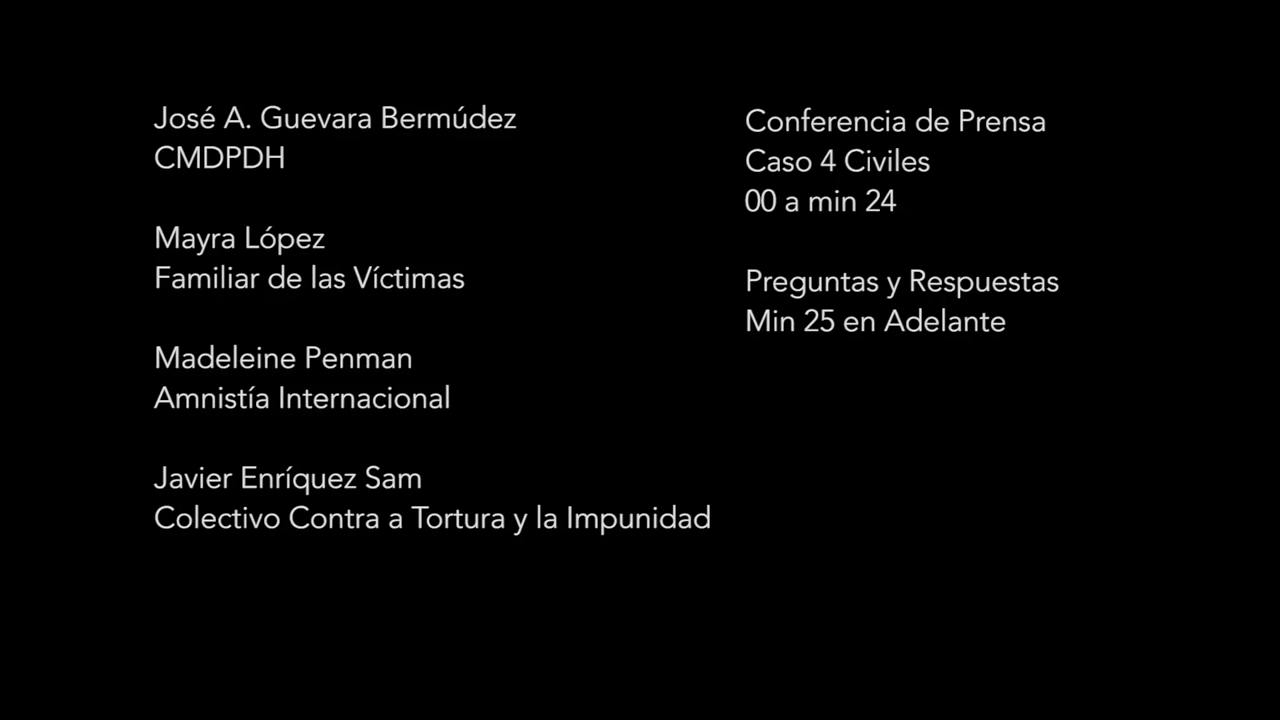 José A. Guevara Bermúdez
CMDPDH
Mayra López
Familiar de las Víctimas
Madeleine Penman
Amnistía Internacional
Javier Enríquez Sam
Colectivo Contra a Tortura y la Impunidad
Conferencia de Prensa
Caso 4 Civiles
00 a min 24
Preguntas y Respuestas
Min 25 en Adelante